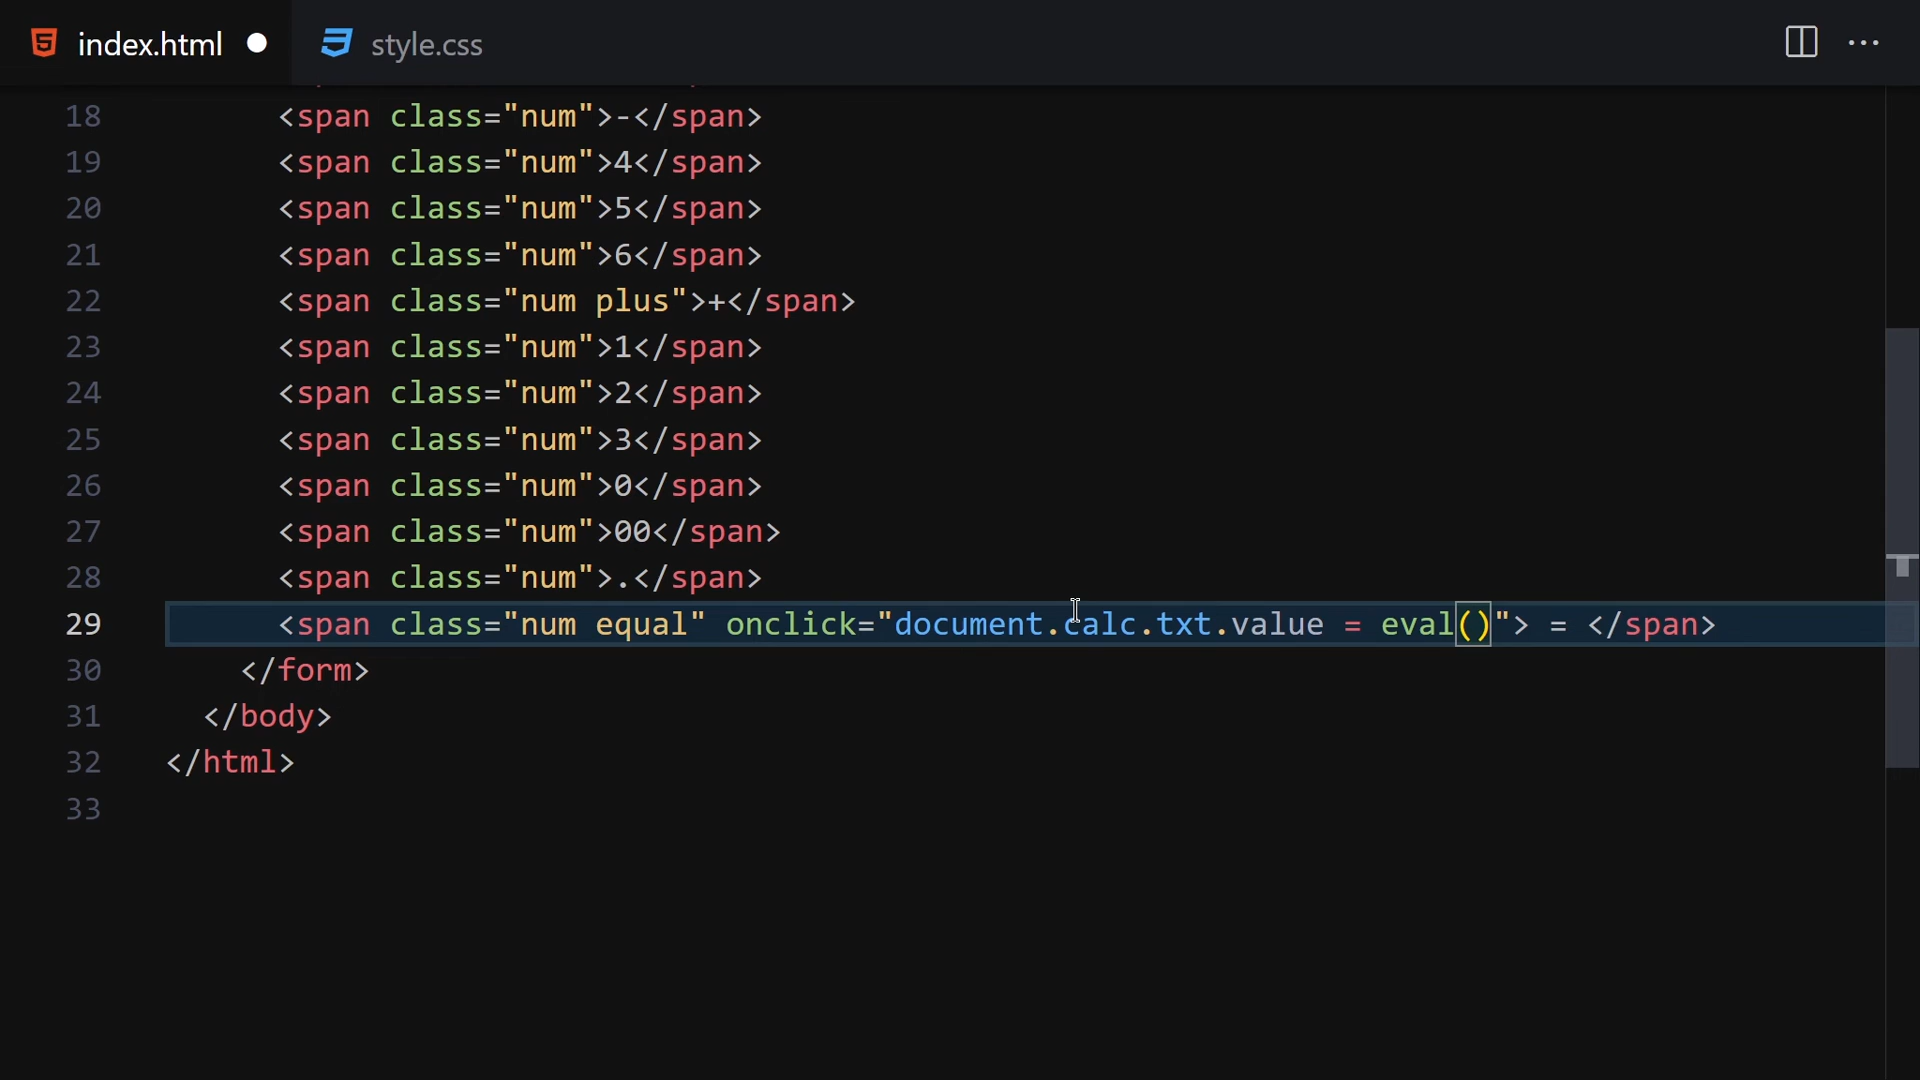 index.html
style.css
18 <span class="num">-</span>
19 <span class="num">4</span>
20 <span class="num">5</span>
21 <span class="num">6</span>
22 <span class="num plus">+</span>
23 <span class="num">1</span>
24 <span class="num">2</span>
25 <span class="num">3</span>
26 <span class="num">0</span>
27 <span class="num">00</span>
28 <span class="num">.</span>
29 <span class="num equal" onclick="document.calc.txt.value = eval()"> = </span>
30 </form>
31 </body>
32 </html>
33